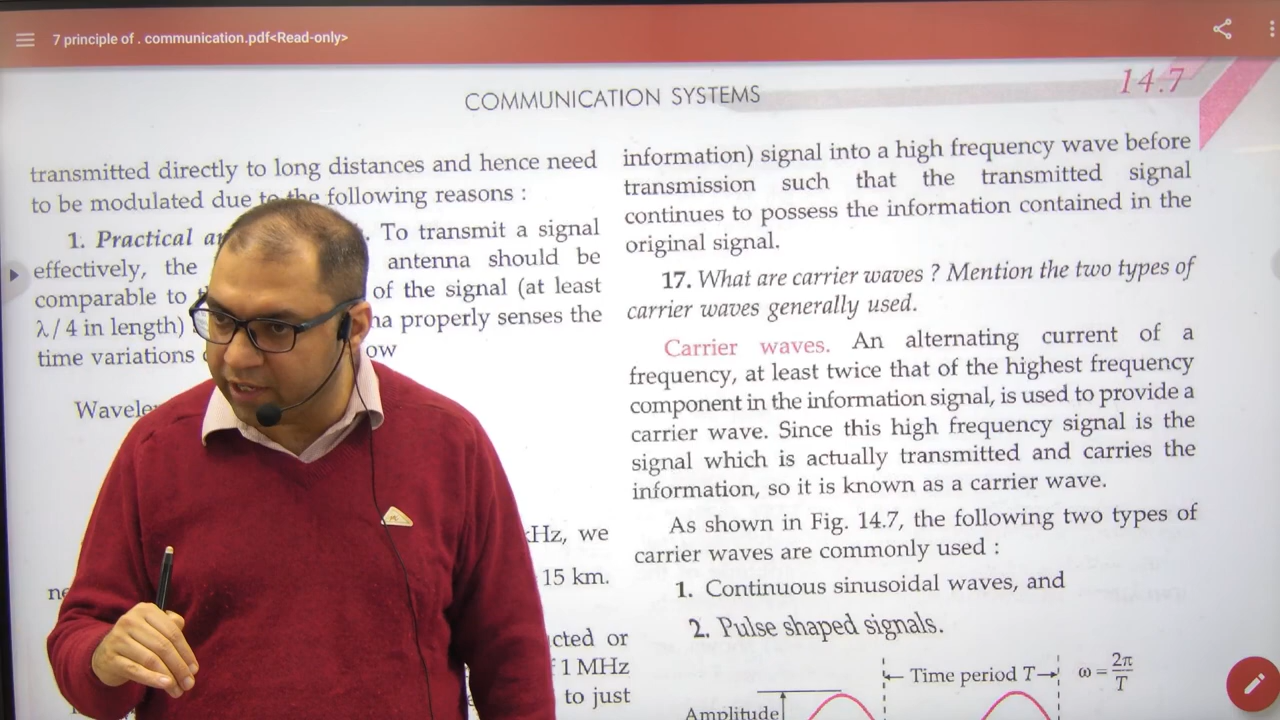 7 principle of . communication.pdf<Read-only>
COMMUNICATION SYSTEMS
14.7
transmitted directly to long distances and hence need
to be modulated due to the following reasons :
1. Practical . To transmit a signal
effectively, the antenna should be
comparable to of the signal (at least
λ / 4 in length) properly senses the
time variations
15 km.
1 MHz
to just
information) signal into a high frequency wave before
transmission such that the transmitted signal
continues to possess the information contained in the
original signal.
17. What are carrier waves ? Mention the two types of
carrier waves generally used.
Carrier waves. An alternating current of a
frequency, at least twice that of the highest frequency
component in the information signal, is used to provide a
carrier wave. Since this high frequency signal is the
signal which is actually transmitted and carries the
information, so it is known as a carrier wave.
As shown in Fig. 14.7, the following two types of
carrier waves are commonly used :
1. Continuous sinusoidal waves, and
2. Pulse shaped signals.
Time period T
ω = 2π/T
Amplitude